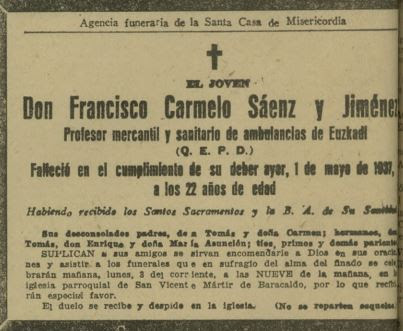 Agencia funeraria de la Santa Casa de Misericordia
EL JOVEN
Don Francisco Carmelo Sáenz y Jiménez
Profesor mercantil y sanitario de ambulancias de Euzkadi
(Q. E. P. D.)
Falleció en el cumplimiento de su deber ayer, 1 de mayo de 1937,
a los 22 años de edad
Habiendo recibido los Santos Sacramentos y la B. A. de Su Santidad
Sus desconsolados padres, don Tomás y doña Carmen; hermanos, don
Tomás, don Enrique y doña María Asunción; tíos, primos y demás parientes
SUPLICAN a sus amigos se sirvan encomendarle a Dios en sus oracio-
nes y asistir a los funerales que en sufragio del alma del finado se cele-
brarán mañana, lunes, 3 del corriente, a las NUEVE de la mañana, en la
iglesia parroquial de San Vicente Mártir de Baracaldo, por lo que recibi-
rán especial favor.
El duelo se recibe y despide en la iglesia. (No se reparten esquelas.